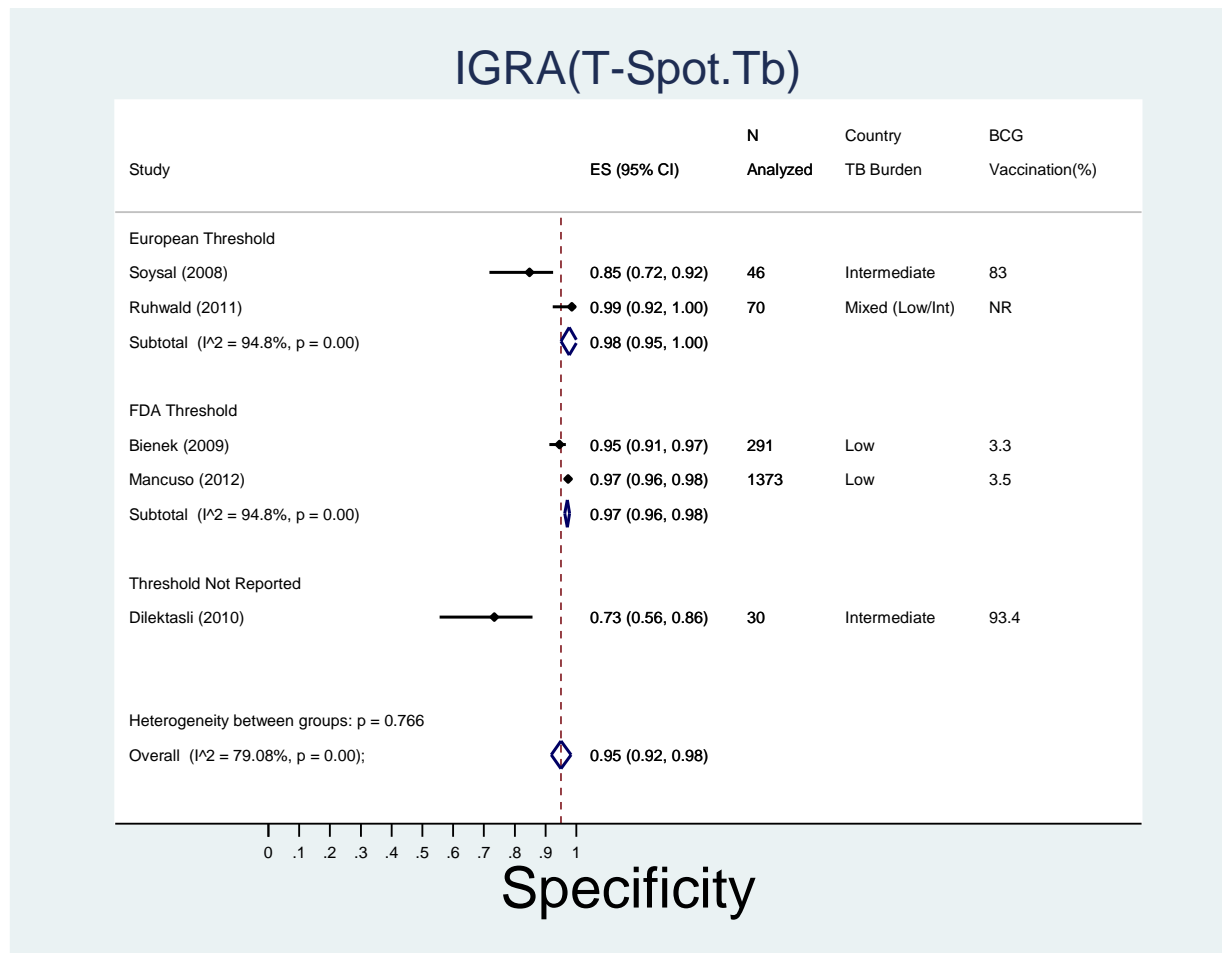 IGRA(T-Spot.Tb)
N Country BCG
Study ES (95% CI) Analyzed TB Burden Vaccination(%)
European Threshold
Soysal (2008) 0.85 (0.72, 0.92) 46 Intermediate 83
Ruhwald (2011) 0.99 (0.92, 1.00) 70 Mixed (Low/Int) NR
Subtotal (I^2 = 94.8%, p = 0.00) 0.98 (0.95, 1.00)
FDA Threshold
Bienek (2009) 0.95 (0.91, 0.97) 291 Low 3.3
Mancuso (2012) 0.97 (0.96, 0.98) 1373 Low 3.5
Subtotal (I^2 = 94.8%, p = 0.00) 0.97 (0.96, 0.98)
Threshold Not Reported
Dilektasli (2010) 0.73 (0.56, 0.86) 30 Intermediate 93.4
Heterogeneity between groups: p = 0.766
Overall (I^2 = 79.08%, p = 0.00); 0.95 (0.92, 0.98)
0 .1 .2 .3 .4 .5 .6 .7 .8 .9 1
Specificity